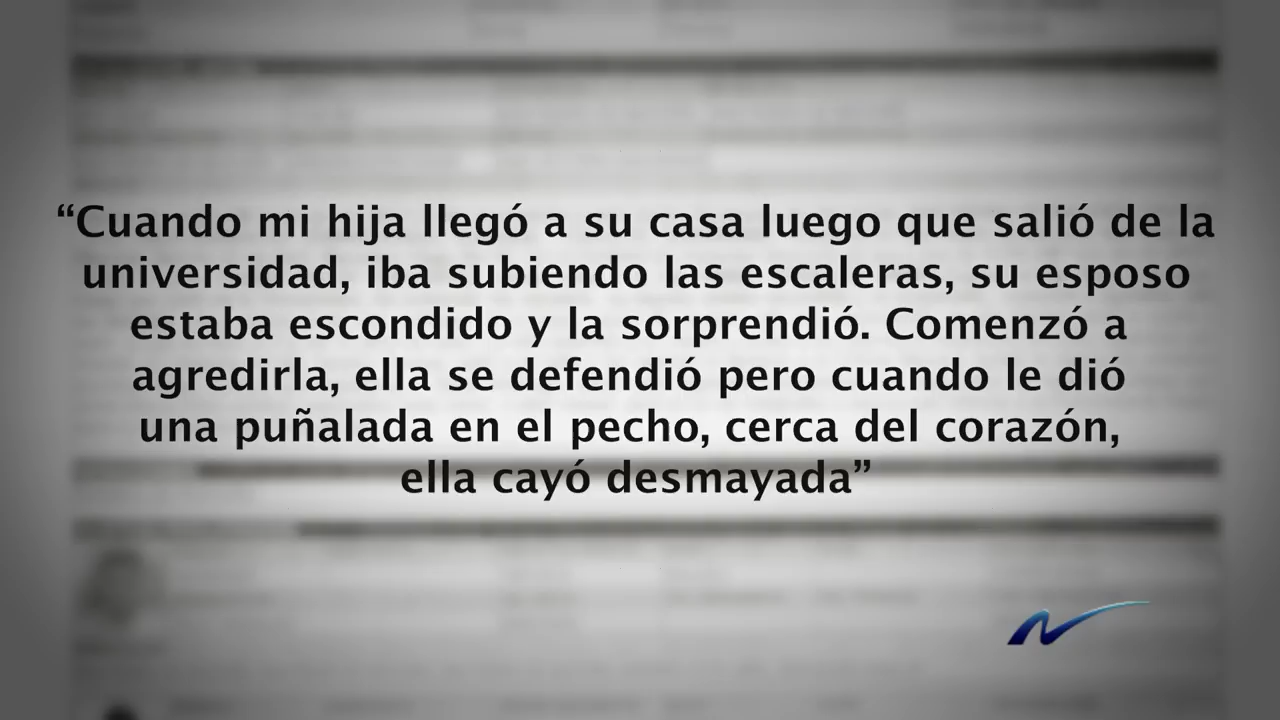 “Cuando mi hija llegó a su casa luego que salió de la
universidad, iba subiendo las escaleras, su esposo
estaba escondido y la sorprendió. Comenzó a
agredirla, ella se defendió pero cuando le dió
una puñalada en el pecho, cerca del corazón,
ella cayó desmayada”